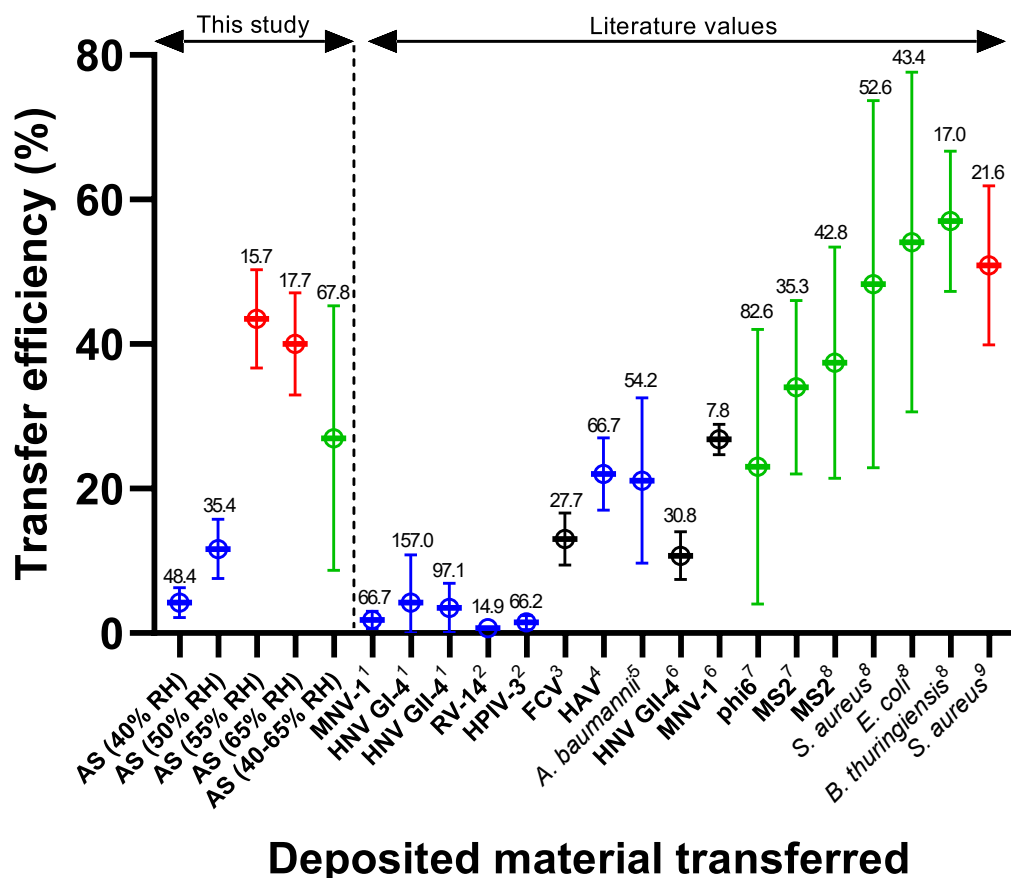 This study
Literature values
Transfer efficiency (%)
80
60
40
20
0
48.4
35.4
15.7
17.7
67.8
66.7
157.0
97.1
14.9
66.2
27.7
66.7
54.2
30.8
7.8
82.6
35.3
42.8
52.6
43.4
17.0
21.6
AS (40% RH)
AS (50% RH)
AS (55% RH)
AS (65% RH)
AS (40-65% RH)
MNV-1¹
HNV GI-4¹
HNV GII-4¹
RV-14²
HPIV-3²
FCV³
HAV⁴
A. baumannii⁵
HNV GII-4⁶
MNV-1⁶
phi6⁷
MS2⁷
MS2⁸
S. aureus⁸
E. coli⁸
B. thuringiensis⁸
S. aureus⁹
Deposited material transferred